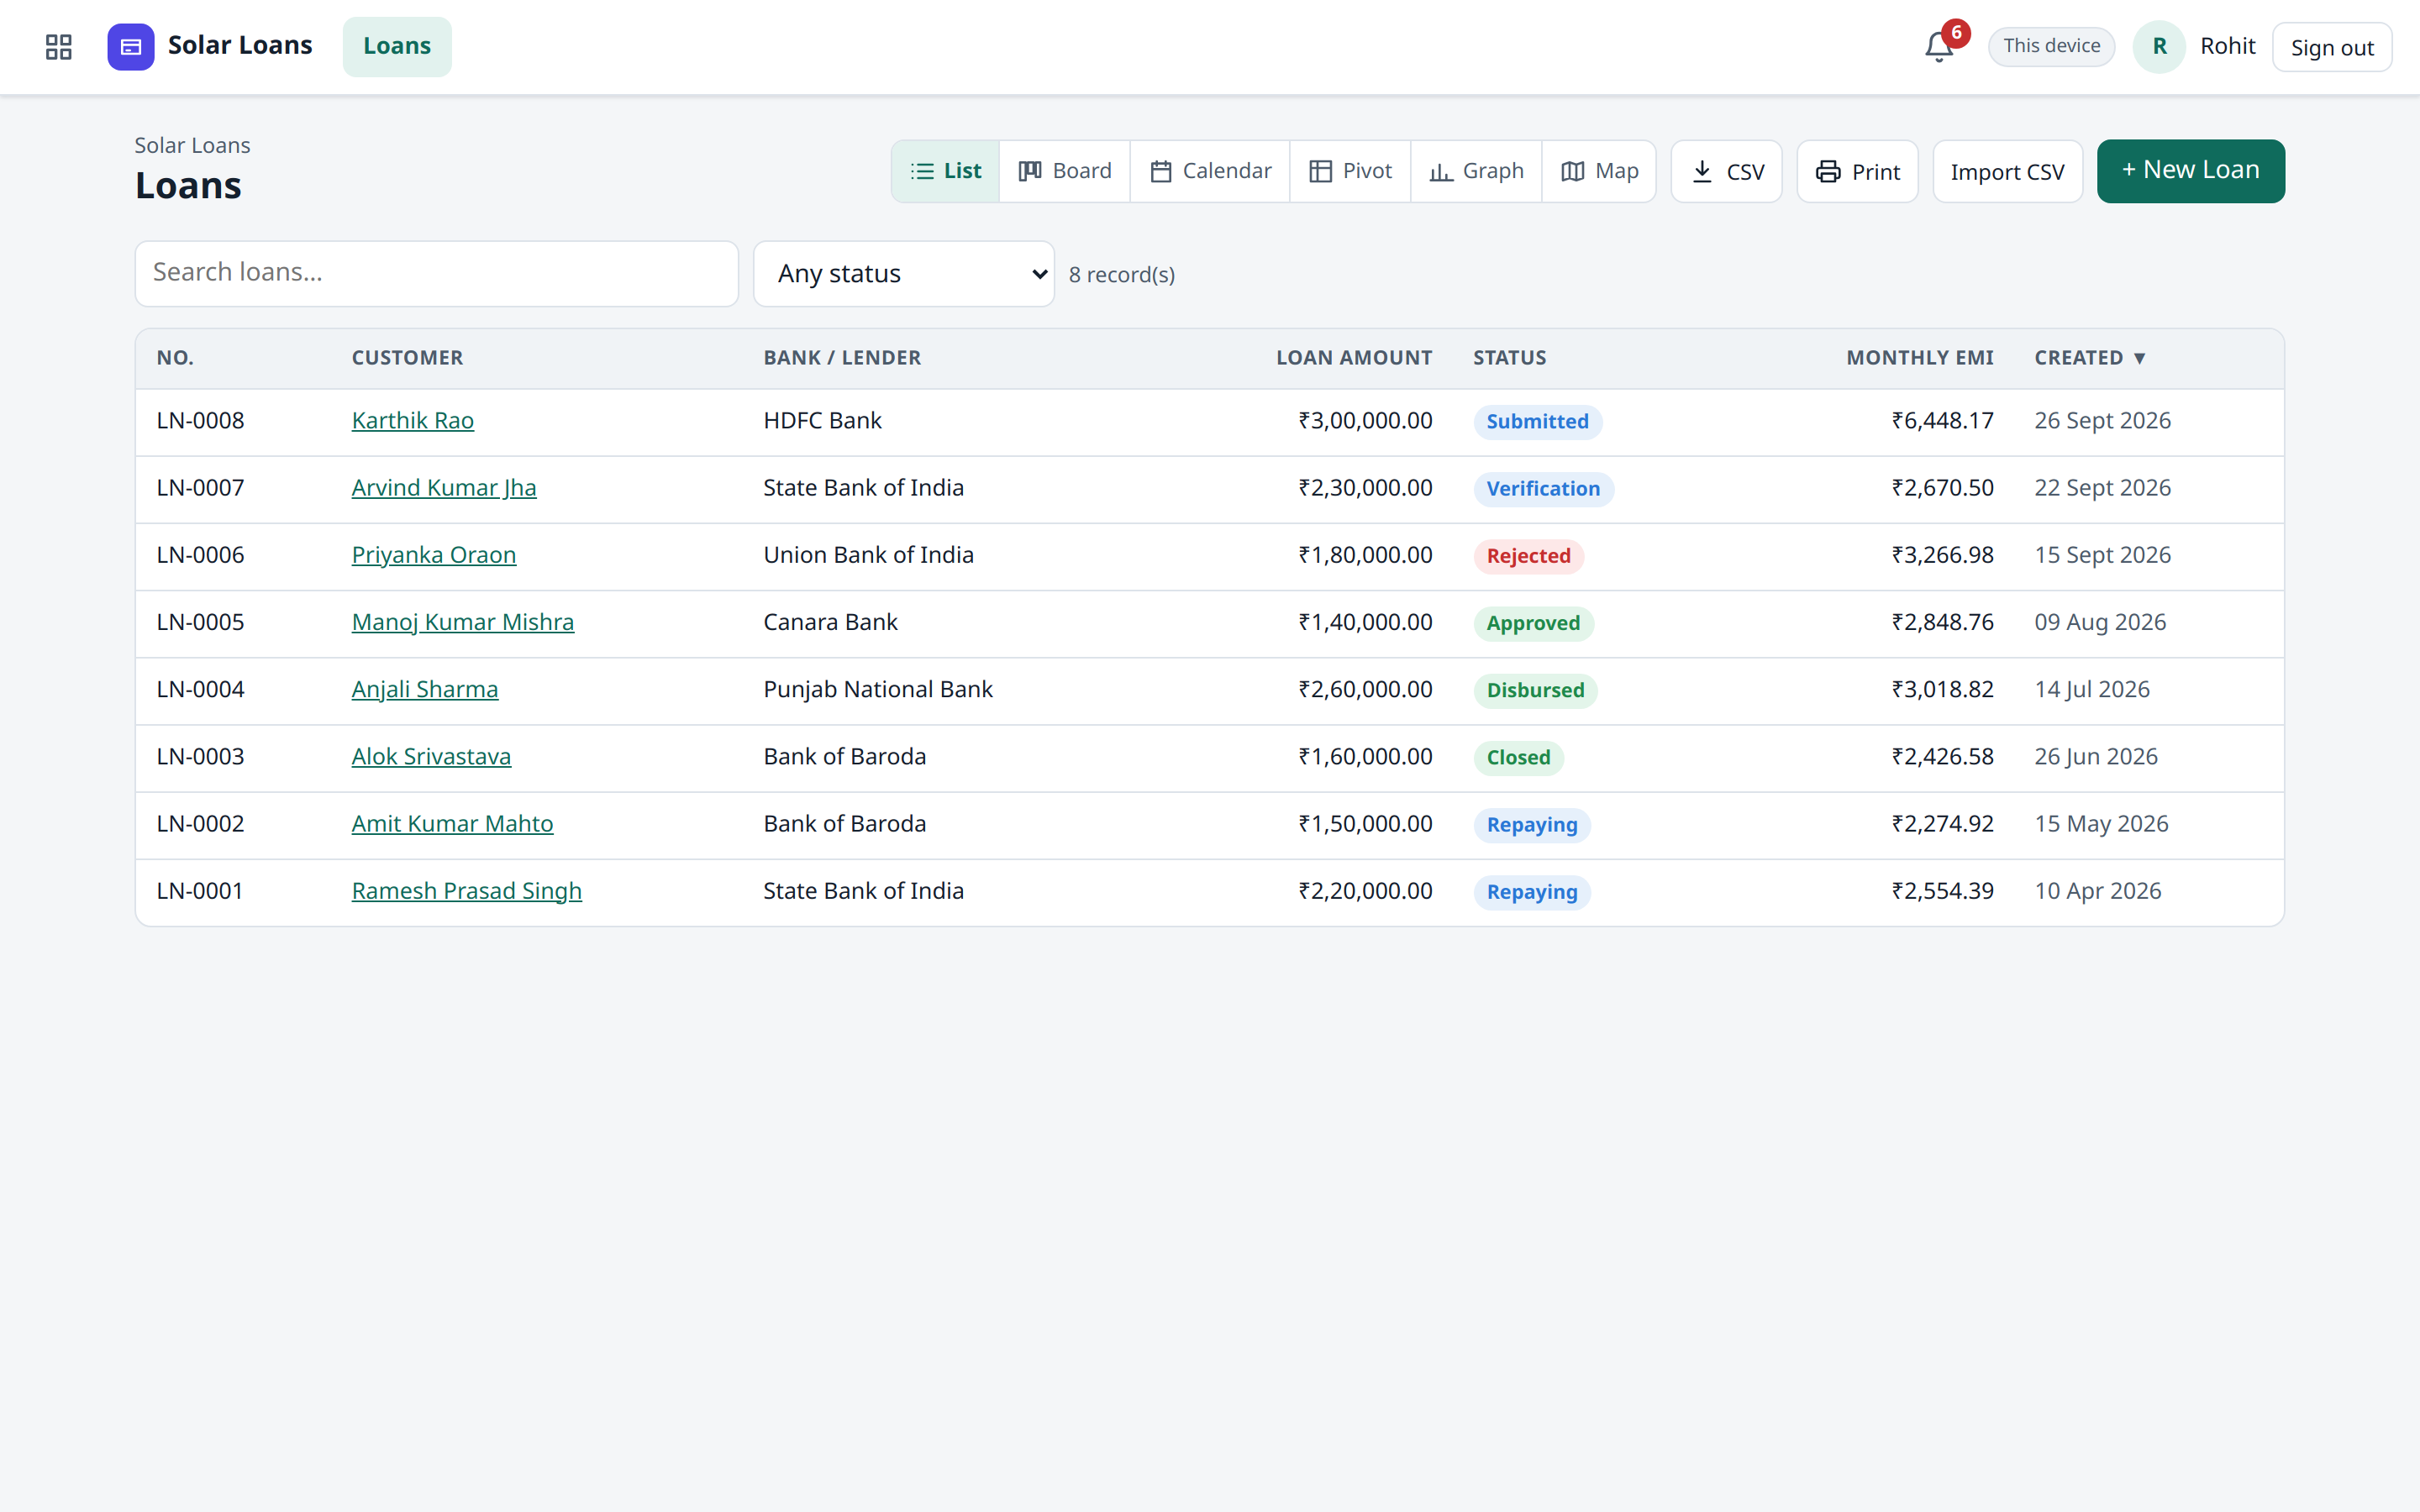 Solar Loans Loans 6 This device R Rohit Sign out
Solar Loans
Loans
List Board Calendar Pivot Graph Map CSV Print Import CSV + New Loan
Search loans... Any status 8 record(s)
NO. CUSTOMER BANK / LENDER LOAN AMOUNT STATUS MONTHLY EMI CREATED ▼
LN-0008 Karthik Rao HDFC Bank ₹3,00,000.00 Submitted ₹6,448.17 26 Sept 2026
LN-0007 Arvind Kumar Jha State Bank of India ₹2,30,000.00 Verification ₹2,670.50 22 Sept 2026
LN-0006 Priyanka Oraon Union Bank of India ₹1,80,000.00 Rejected ₹3,266.98 15 Sept 2026
LN-0005 Manoj Kumar Mishra Canara Bank ₹1,40,000.00 Approved ₹2,848.76 09 Aug 2026
LN-0004 Anjali Sharma Punjab National Bank ₹2,60,000.00 Disbursed ₹3,018.82 14 Jul 2026
LN-0003 Alok Srivastava Bank of Baroda ₹1,60,000.00 Closed ₹2,426.58 26 Jun 2026
LN-0002 Amit Kumar Mahto Bank of Baroda ₹1,50,000.00 Repaying ₹2,274.92 15 May 2026
LN-0001 Ramesh Prasad Singh State Bank of India ₹2,20,000.00 Repaying ₹2,554.39 10 Apr 2026